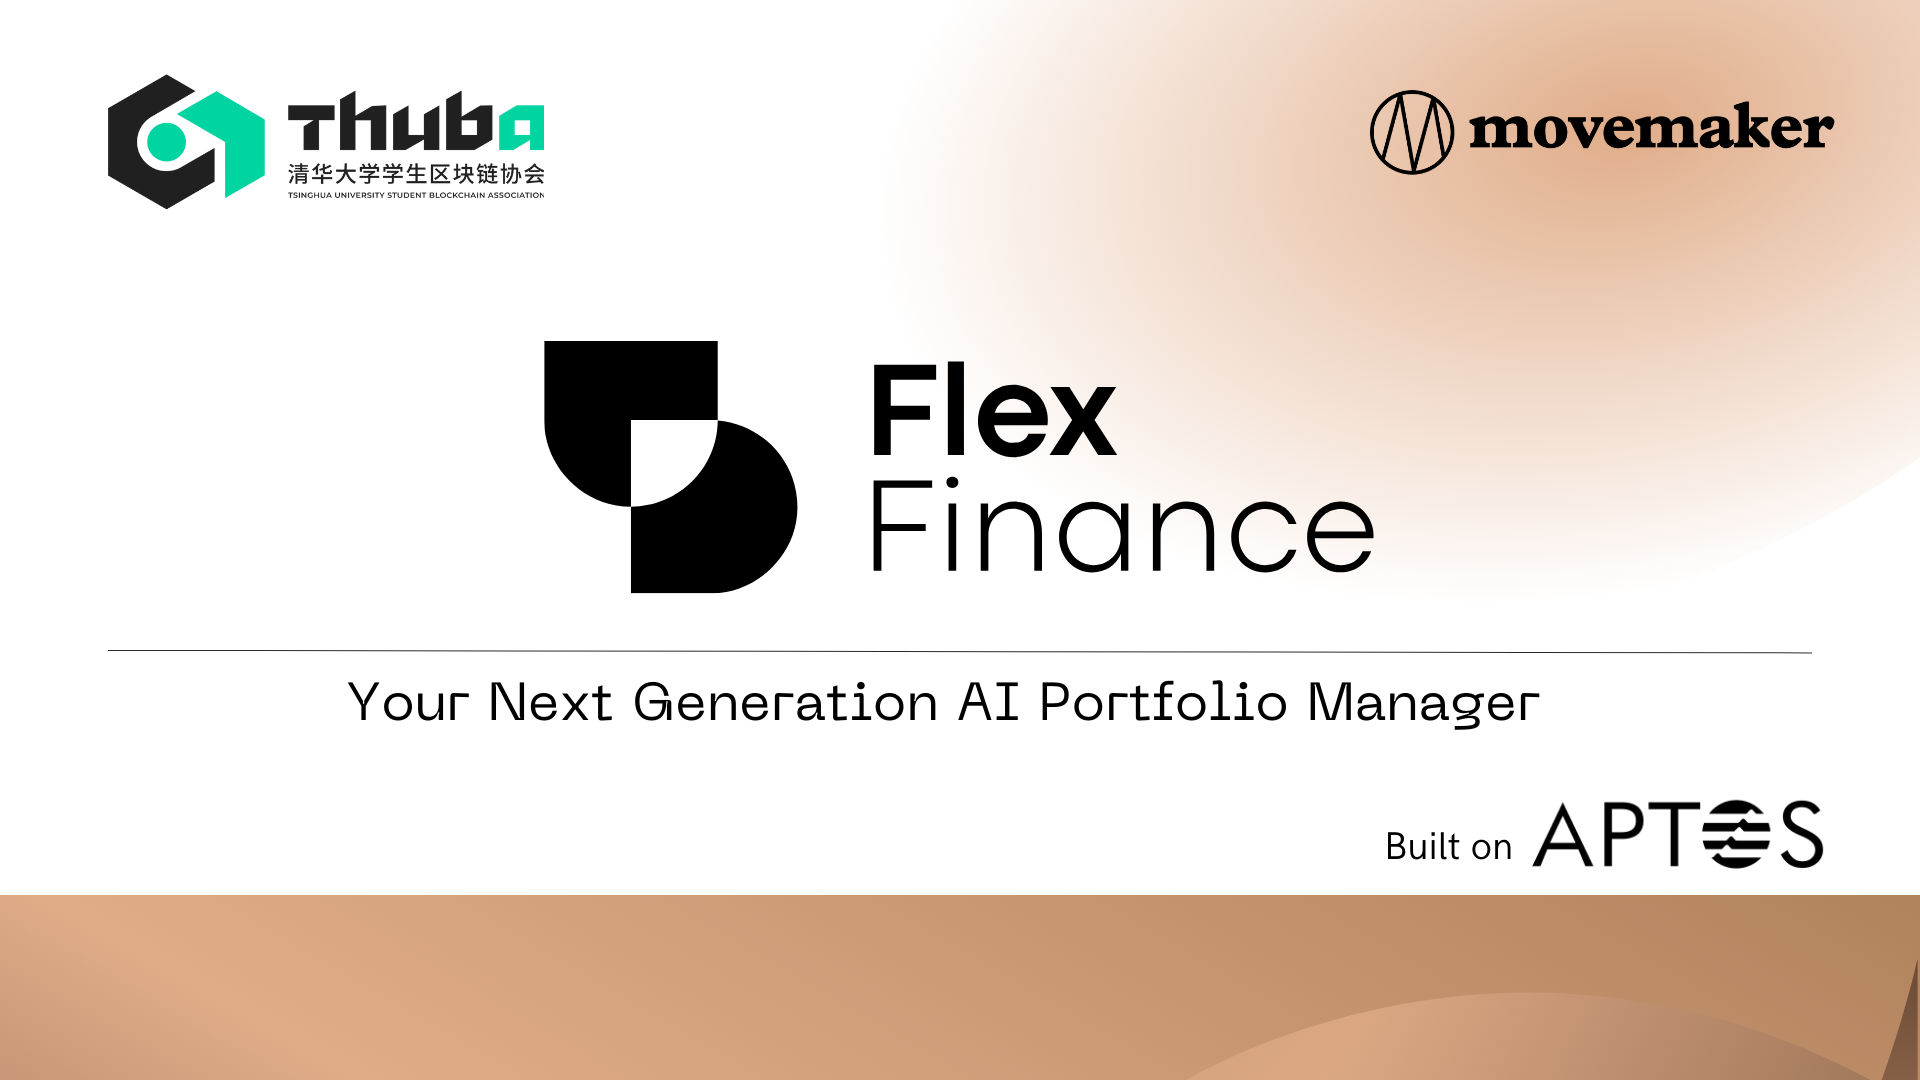 Thuba
清华大学学生区块链协会
TSINGHUA UNIVERSITY STUDENT BLOCKCHAIN ASSOCIATION
movemaker
Flex
Finance
Your Next Generation AI Portfolio Manager
Built on APTOS